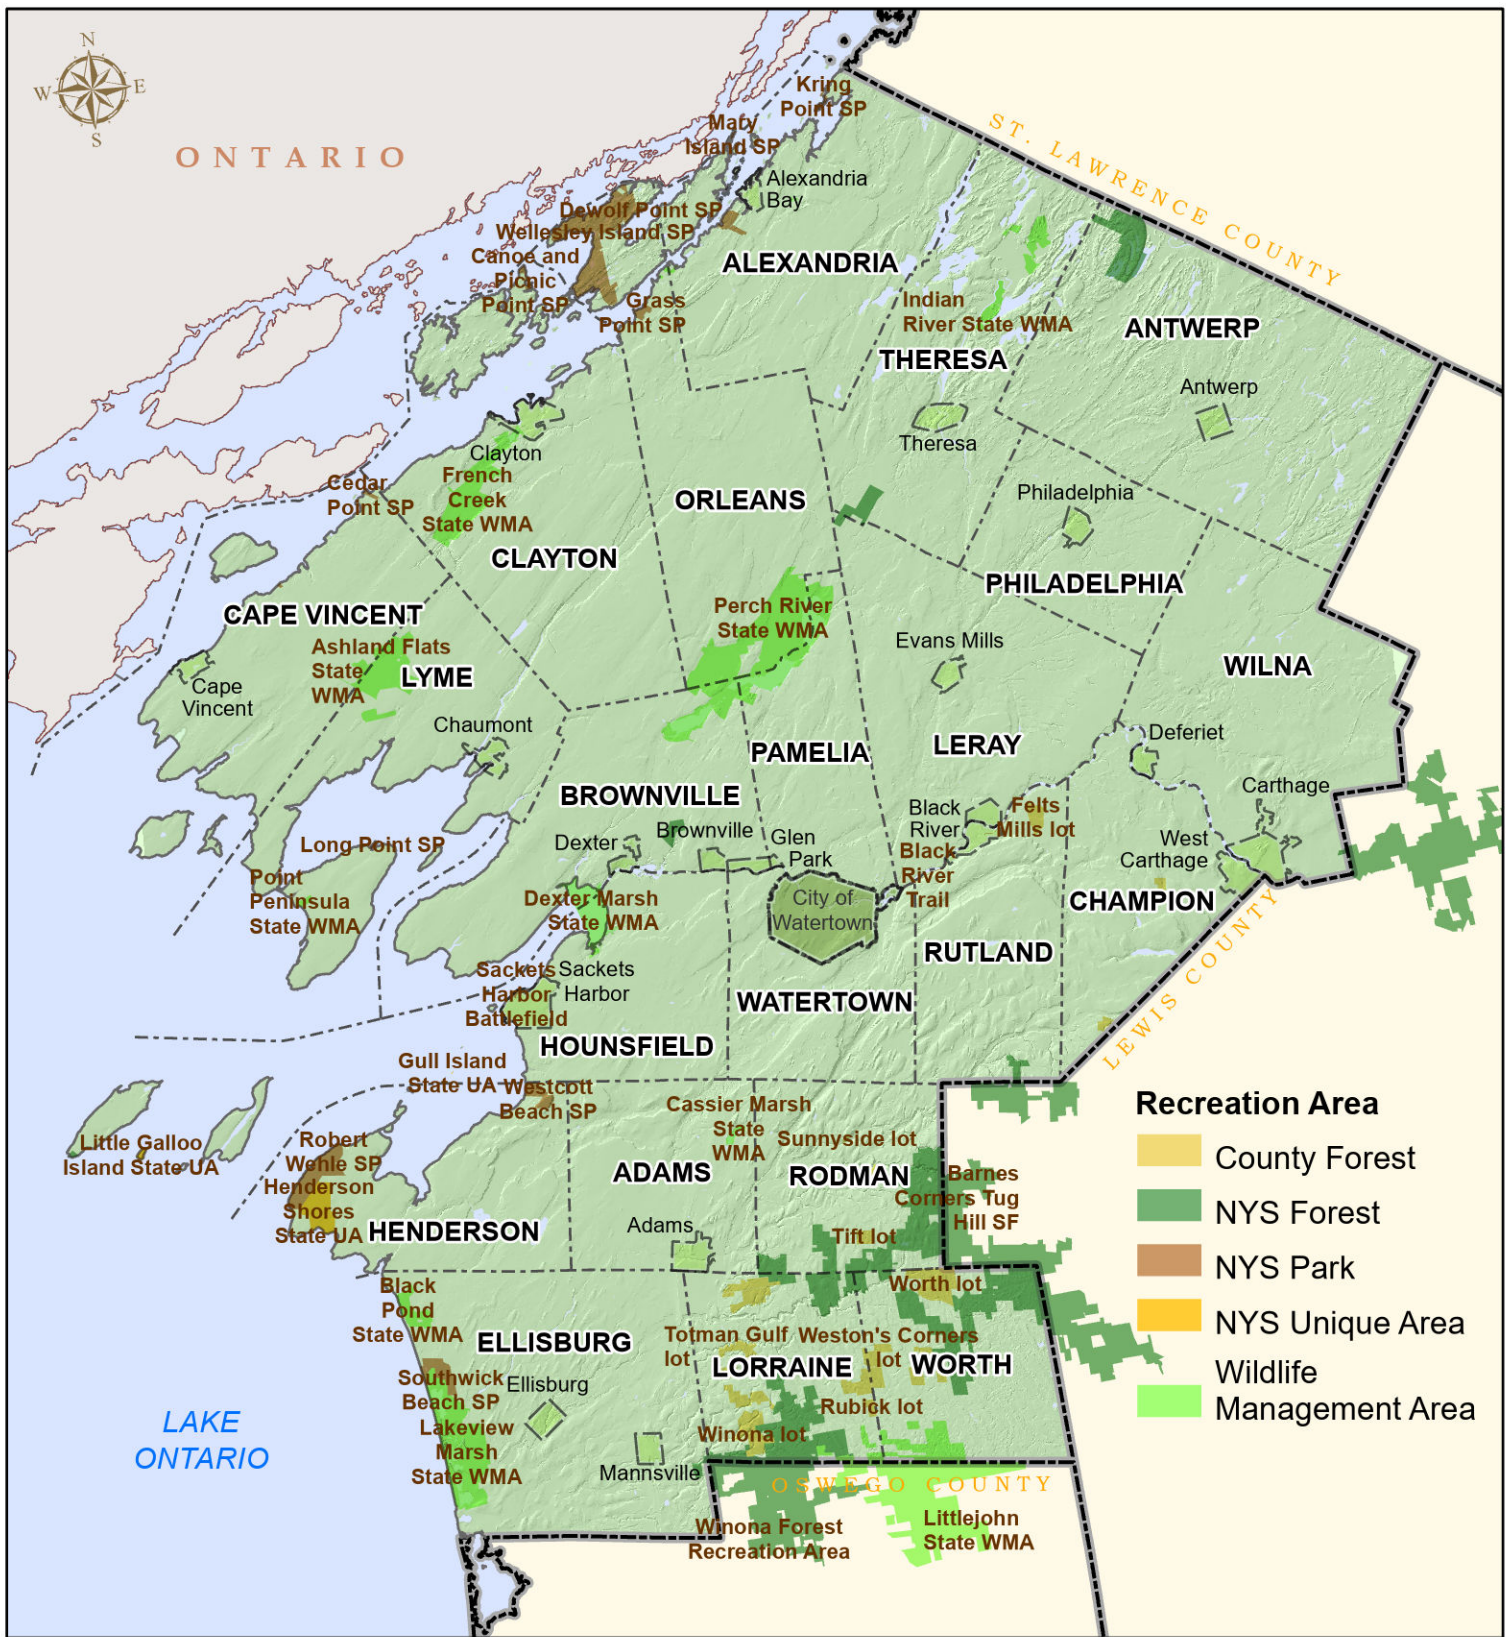 N
W E
S
ONTARIO
ST. LAWRENCE COUNTY
Kring
Point SP
Mary
Island SP
Alexandria
Bay
Dewolf Point SP
Wellesley Island SP
Canoe and
Picnic
Point SP
Grass
Point SP
ALEXANDRIA
Indian
River State WMA
THERESA
ANTWERP
Antwerp
Theresa
Clayton
French
Creek
State WMA
Cedar
Point SP
ORLEANS
CLAYTON
Philadelphia
PHILADELPHIA
CAPE VINCENT
Ashland Flats
State
WMA
LYME
Cape
Vincent
Chaumont
Perch River
State WMA
Evans Mills
WILNA
PAMELIA
LERAY
Deferiet
BROWNVILLE
Carthage
West
Carthage
Dexter
Brownville
Glen
Park
Black
River
Felts
Mills lot
Black
River
Trail
Long Point SP
Point
Peninsula
State WMA
Dexter Marsh
State WMA
City of
Watertown
CHAMPION
RUTLAND
LEWIS COUNTY
Sackets
Harbor
Battlefield
Sackets
Harbor
WATERTOWN
HOUNSFIELD
Gull Island
State UA
Westcott
Beach SP
Cassier Marsh
State
WMA
Sunnyside lot
Little Galloo
Island State UA
Robert
Wehle SP
Henderson
Shores
State UA
HENDERSON
ADAMS
RODMAN
Barnes
Corners Tug
Hill SF
Adams
Tift lot
Black
Pond
State WMA
Worth lot
ELLISBURG
Totman Gulf
lot
Weston's Corners
lot
LORRAINE
WORTH
Southwick
Beach SP
Ellisburg
Rubick lot
Lakeview
Marsh
State WMA
Winona lot
Mannsville
OSWEGO COUNTY
Winona Forest
Recreation Area
Littlejohn
State WMA
LAKE
ONTARIO
Recreation Area
County Forest
NYS Forest
NYS Park
NYS Unique Area
Wildlife
Management Area